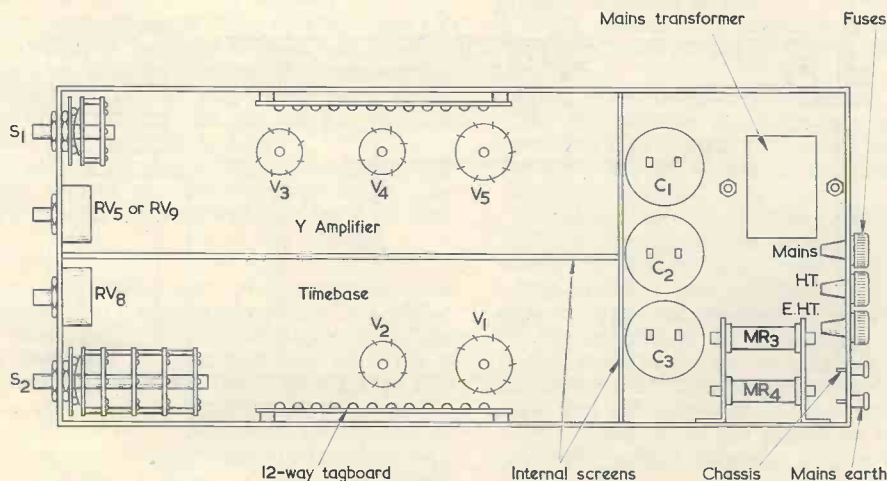 Mains transformer
Fuses
S1
V3
V4
V5
C1
RV5 or RV9
Y Amplifier
Mains
C2
H.T.
RV8
Timebase
E.H.T.
V2
V1
C3
MR3
S2
MR4
12-way tagboard
Internal screens
Chassis
Mains earth